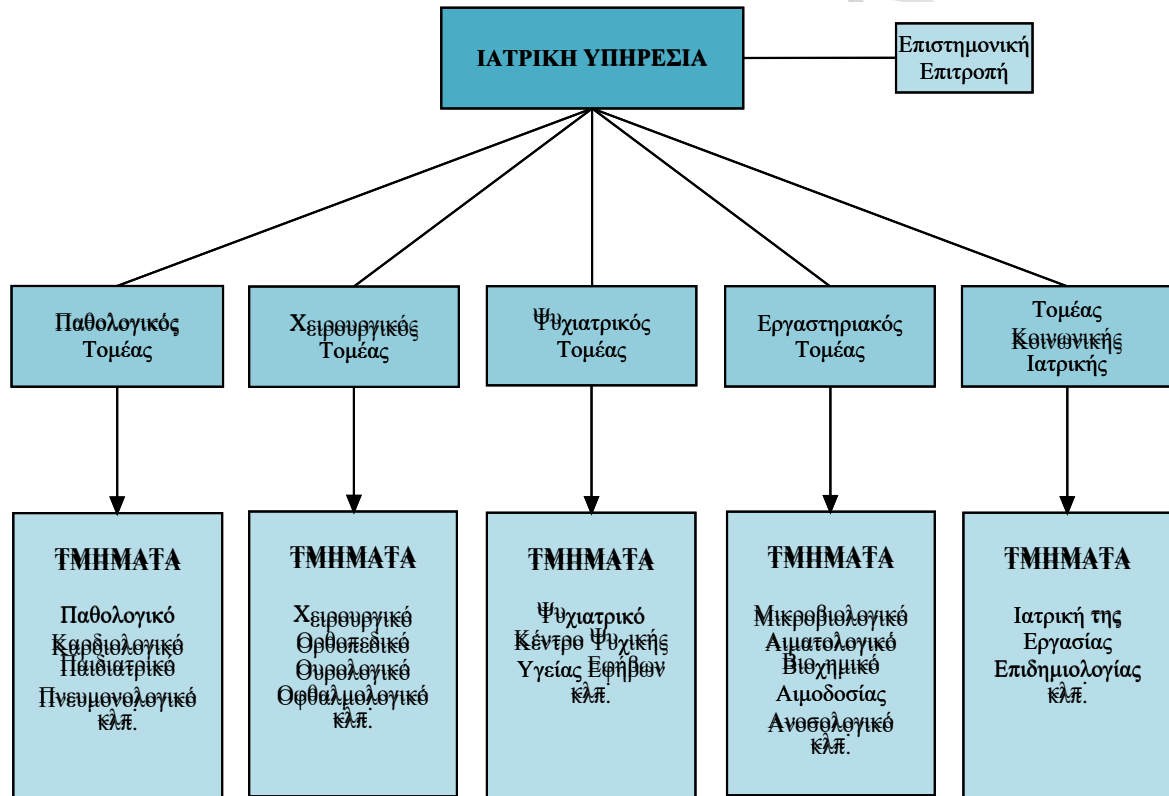 ΙΑΤΡΙΚΗ ΥΠΗΡΕΣΙΑ
Επιστημονική
Επιτροπή
Παθολογικός
Τομέας
Χειρουργικός
Τομέας
Ψυχιατρικός
Τομέας
Εργαστηριακός
Τομέας
Τομέας
Κοινωνικής
Ιατρικής
ΤΜΗΜΑΤΑ
Παθολογικό
Καρδιολογικό
Παιδιατρικό
Πνευμονολογικό
κλπ.
ΤΜΗΜΑΤΑ
Χειρουργικό
Ορθοπεδικό
Ουρολογικό
Οφθαλμολογικό
κλπ.
ΤΜΗΜΑΤΑ
Ψυχιατρικό
Κέντρο Ψυχικής
Υγείας Εφήβων
κλπ.
ΤΜΗΜΑΤΑ
Μικροβιολογικό
Αιματολογικό
Βιοχημικό
Αιμοδοσίας
Ανοσολογικό
κλπ.
ΤΜΗΜΑΤΑ
Ιατρική της
Εργασίας
Επιδημιολογίας
κλπ.